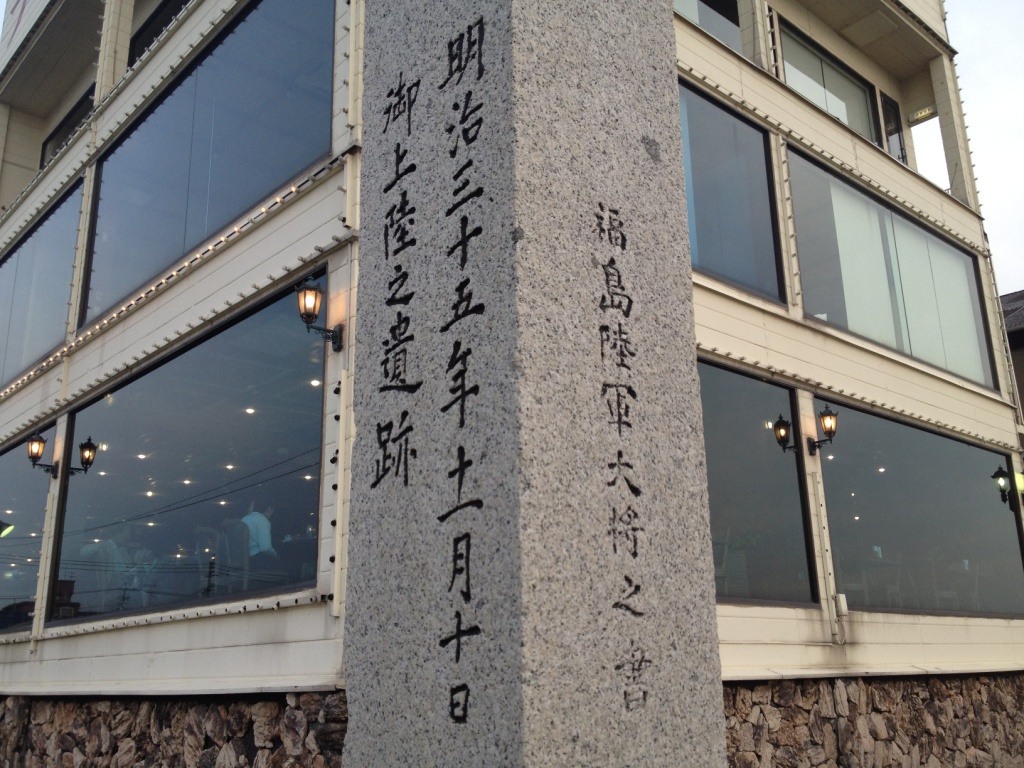 明治三十五年十一月十日
御上陸之遺跡
福島陸軍大将之書